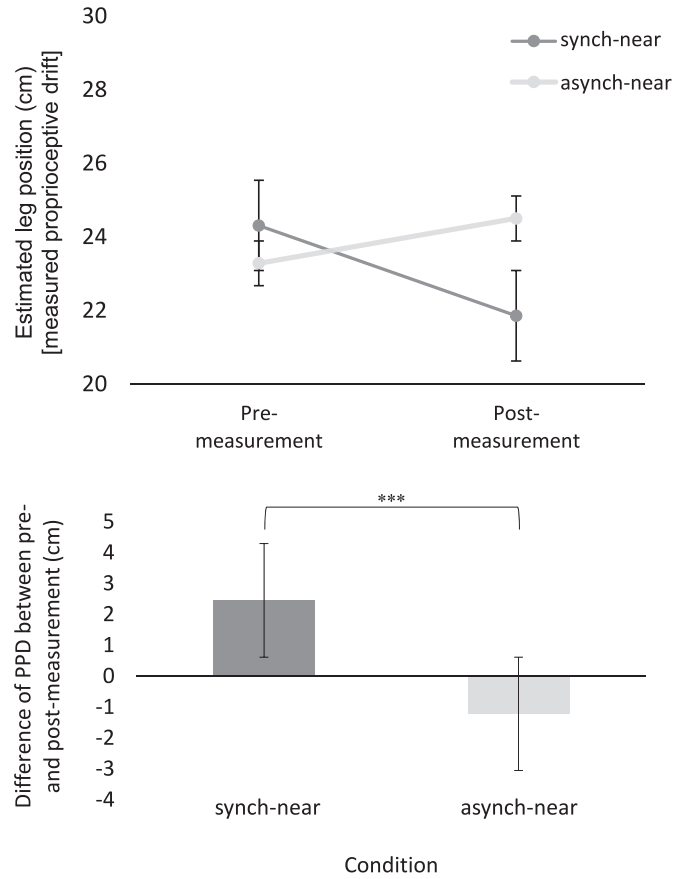 30
28
26
24
22
20
Estimated leg position (cm)
[measured proprioceptive drift]
synch-near
asynch-near
Pre-
measurement
Post-
measurement
***
5
4
3
2
1
0
-1
-2
-3
-4
Difference of PPD between pre-
and post-measurement (cm)
synch-near
asynch-near
Condition